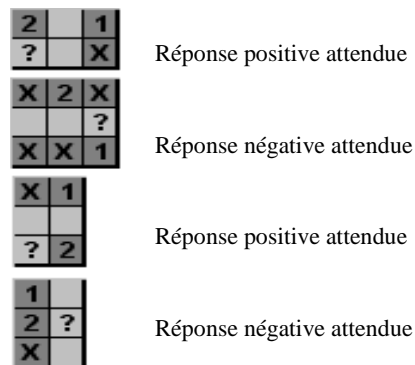 2 1
? X Réponse positive attendue
X 2 X
?
X X 1 Réponse négative attendue
X 1
? 2 Réponse positive attendue
1
2 ? Réponse négative attendue
X